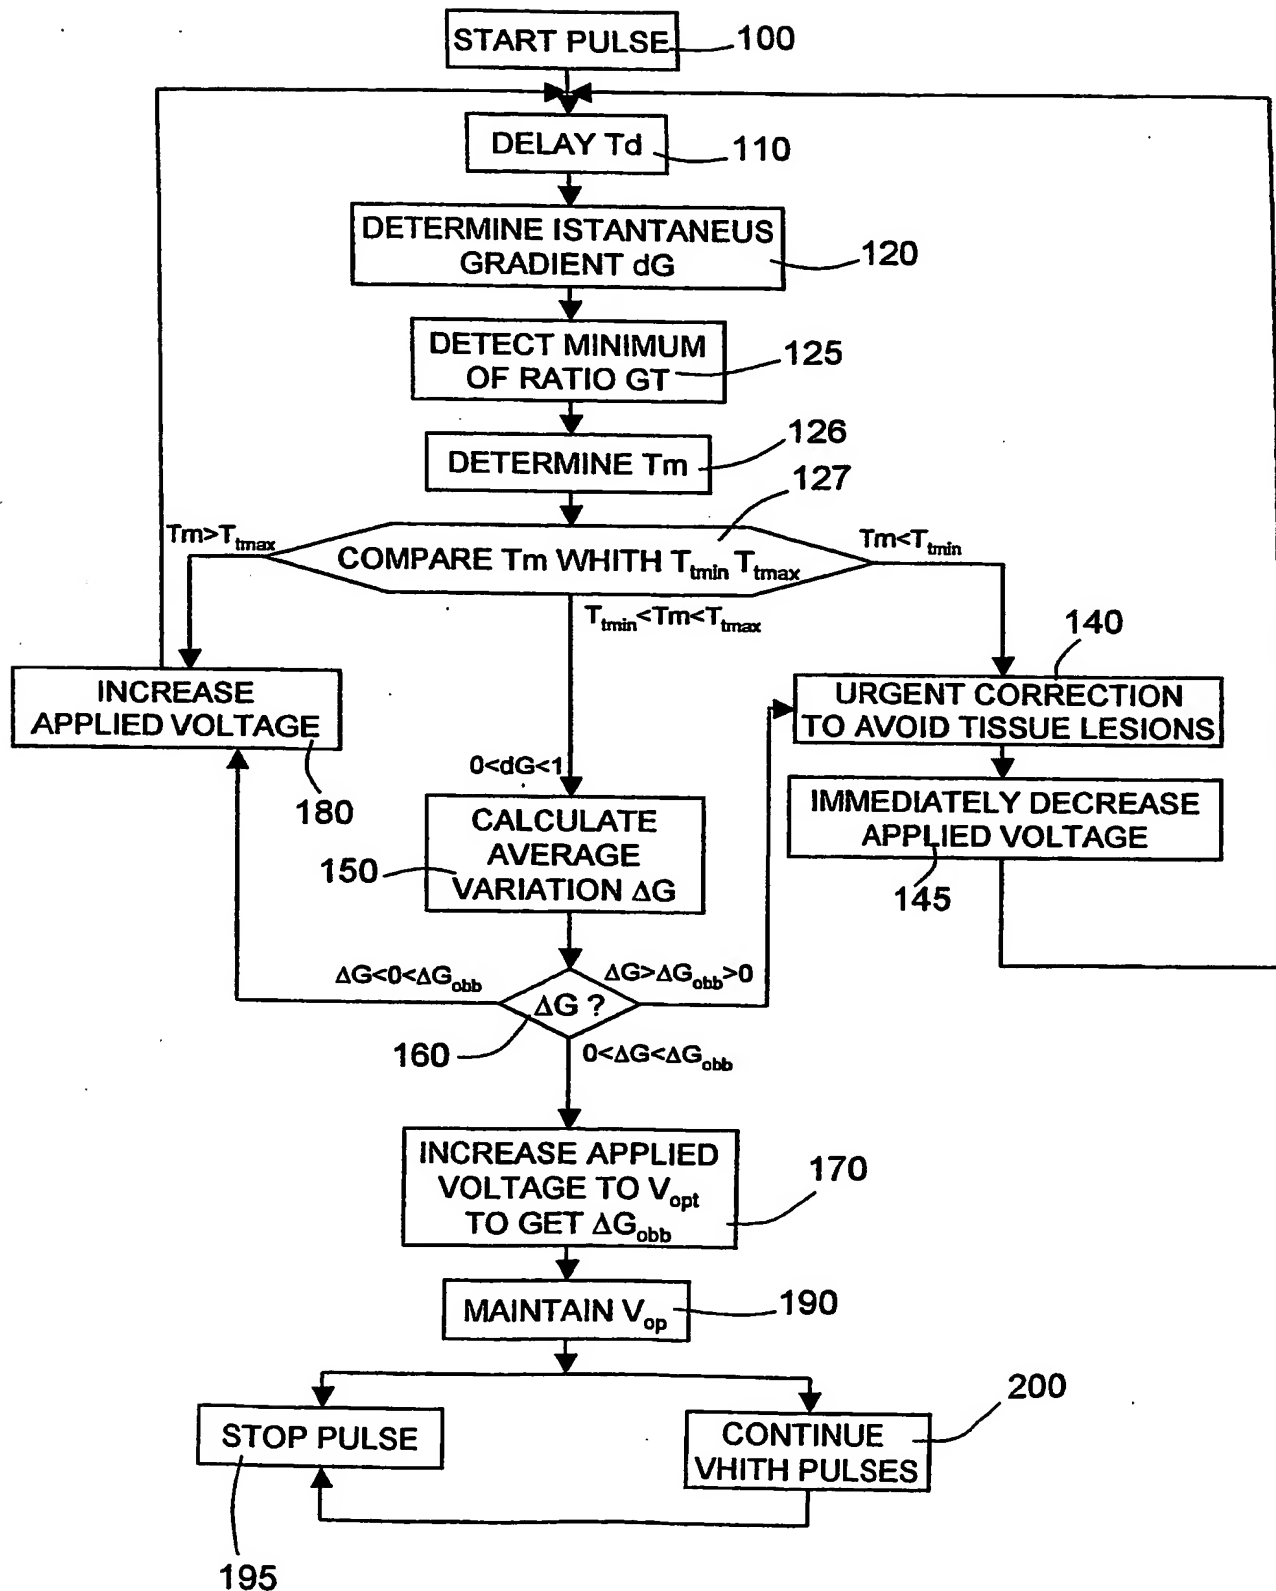 START PULSE
100
DELAY Td
110
DETERMINE ISTANTANEUS
GRADIENT dG
120
DETECT MINIMUM
OF RATIO GT
125
DETERMINE Tm
126
127
Tm>Ttmax
COMPARE Tm WHITH Ttmin Ttmax
Tm<Ttmin
Ttmin<Tm<Ttmax
140
INCREASE
APPLIED VOLTAGE
180
URGENT CORRECTION
TO AVOID TISSUE LESIONS
0<dG<1
CALCULATE
AVERAGE
VARIATION ΔG
150
IMMEDIATELY DECREASE
APPLIED VOLTAGE
145
ΔG<0<ΔGobb
ΔG>ΔGobb>0
ΔG ?
160
0<ΔG<ΔGobb
INCREASE APPLIED
VOLTAGE TO Vopt
TO GET ΔGobb
170
MAINTAIN Vop
190
200
STOP PULSE
CONTINUE
VHITH PULSES
195